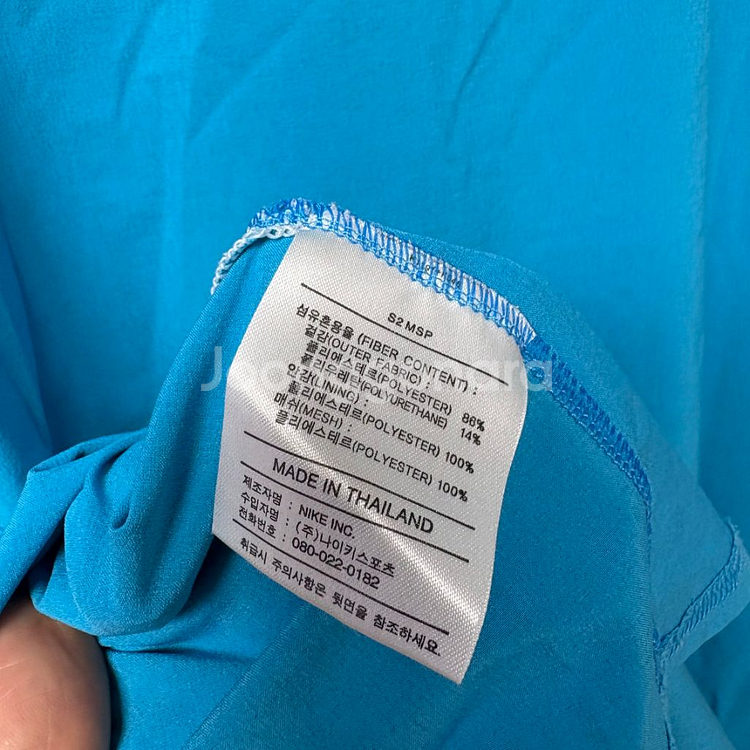 S2 MSP
섬유혼용율 (FIBER CONTENT) :
겉감(OUTER FABRIC)
폴리에스테르(POLYESTER) 86%
폴리우레탄(POLYURETHANE) 14%
안감(LINING) :
폴리에스테르(POLYESTER) 100%
매쉬(MESH) :
폴리에스테르(POLYESTER) 100%
MADE IN THAILAND
제조자명 : NIKE INC.
수입자명 : (주)나이키스포츠
전화번호 : 080-022-0182
취급시 주의사항은 뒷면을 참조하세요.